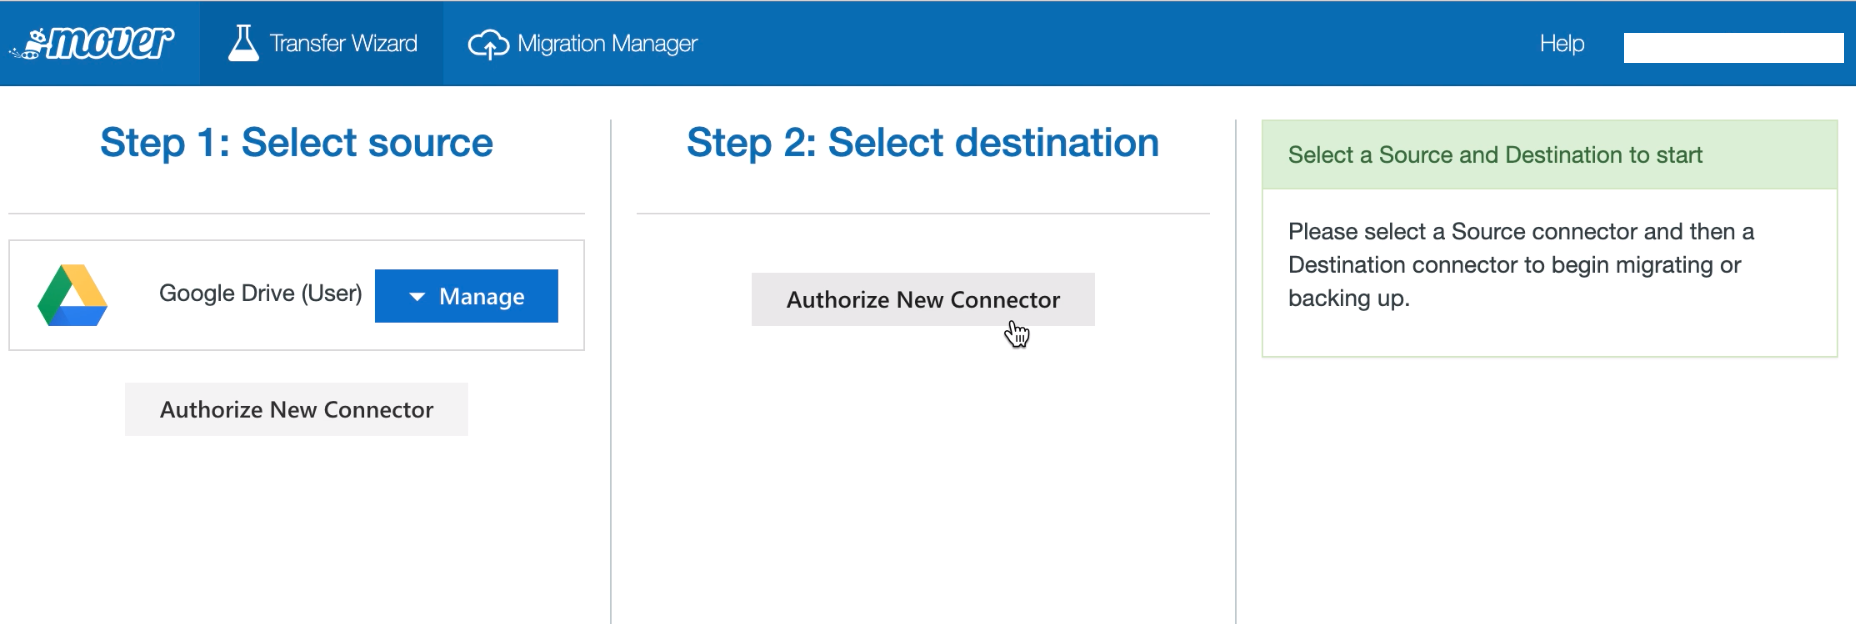 mover
Transfer Wizard
Migration Manager
Help
Step 1: Select source
Google Drive (User)
Manage
Authorize New Connector
Step 2: Select destination
Authorize New Connector
Select a Source and Destination to start
Please select a Source connector and then a
Destination connector to begin migrating or
backing up.